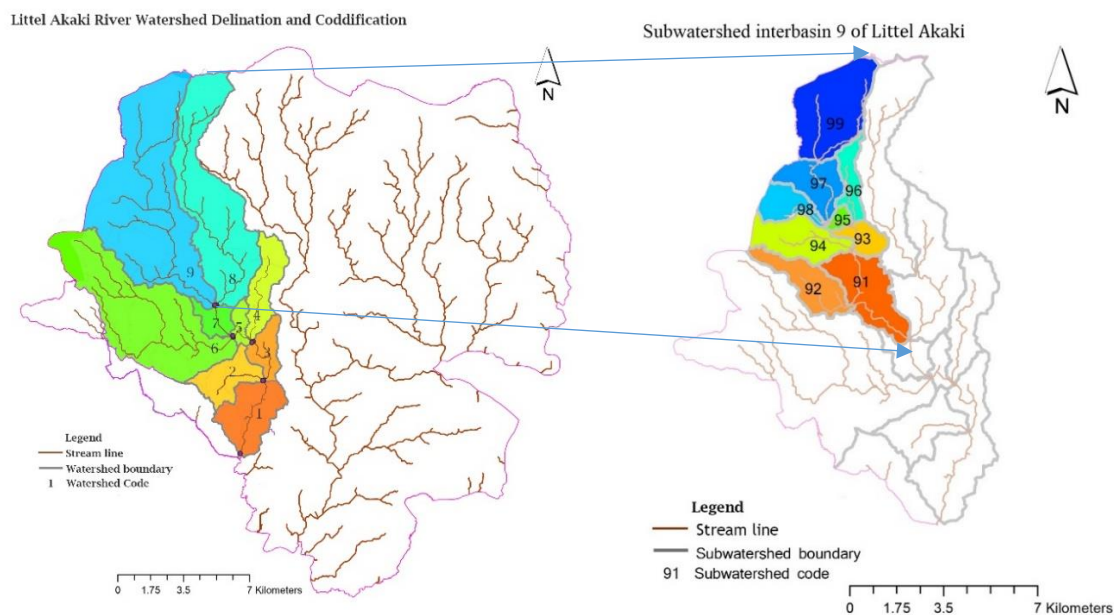 Littel Akaki River Watershed Delination and Coddification
N
9
8
7
4
5
6
3
2
1
Legend
Stream line
Watershed boundary
1 Watershed Code
0 1.75 3.5 7 Kilometers
Subwatershed interbasin 9 of Littel Akaki
N
99
97
96
98
95
94
93
92
91
Legend
Stream line
Subwatershed boundary
91 Subwatershed code
0 1.75 3.5 7 Kilometers